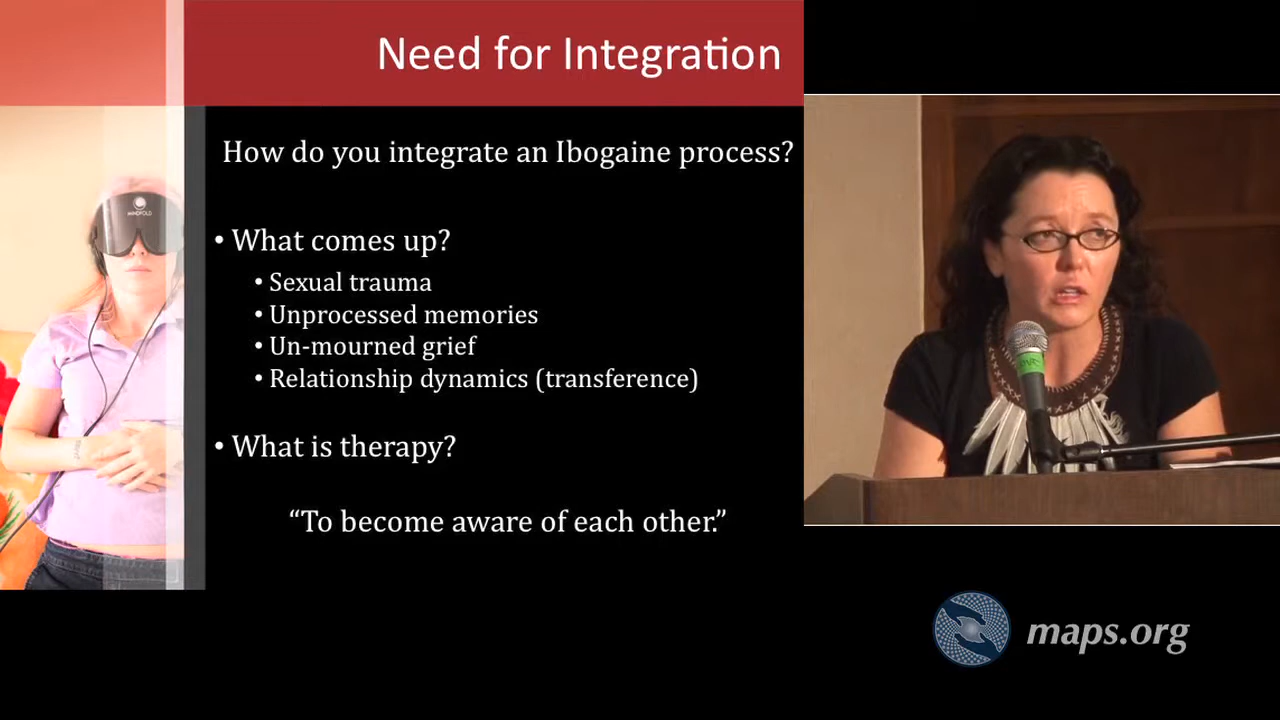 Need for Integration
How do you integrate an Ibogaine process?
• What comes up?
• Sexual trauma
• Unprocessed memories
• Un-mourned grief
• Relationship dynamics (transference)
• What is therapy?
“To become aware of each other.”
MINDFOLD
maps.org